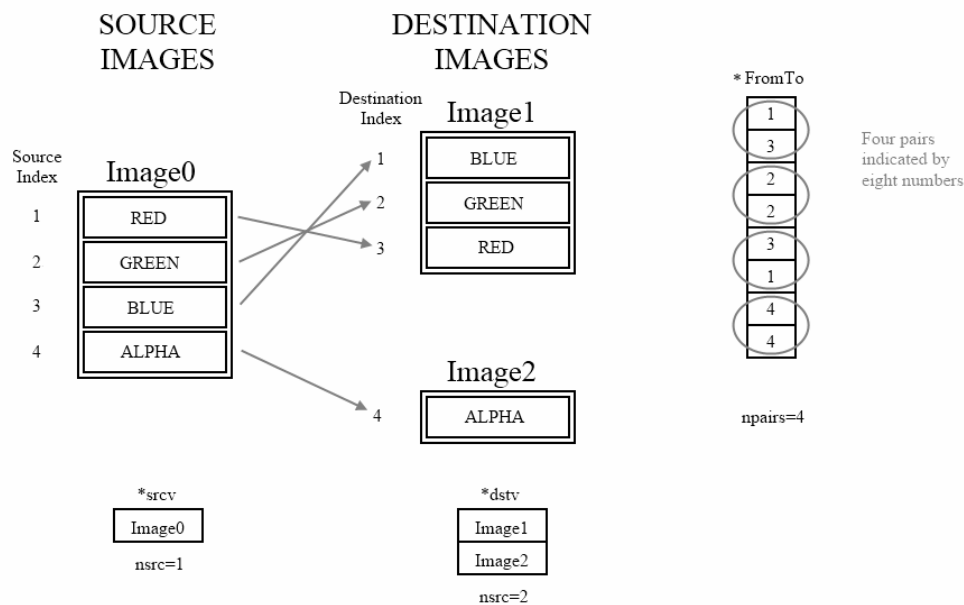 SOURCE
IMAGES
DESTINATION
IMAGES
Source
Index
Image0
1
RED
2
GREEN
3
BLUE
4
ALPHA
Destination
Index
Image1
1
BLUE
2
GREEN
3
RED
Image2
4
ALPHA
* FromTo
1
3
2
2
3
1
4
4
npairs=4
Four pairs
indicated by
eight numbers
*srcv
Image0
nsrc=1
*dstv
Image1
Image2
nsrc=2